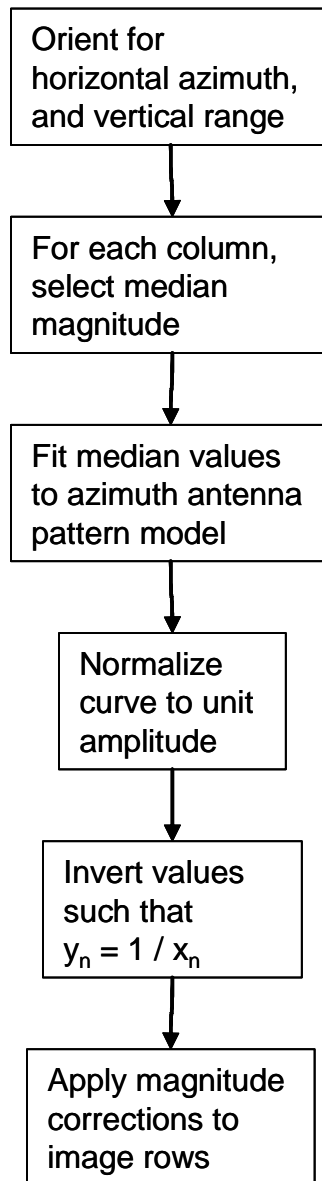 Orient for
horizontal azimuth,
and vertical range
For each column,
select median
magnitude
Fit median values
to azimuth antenna
pattern model
Normalize
curve to unit
amplitude
Invert values
such that
yₙ = 1 / xₙ
Apply magnitude
corrections to
image rows